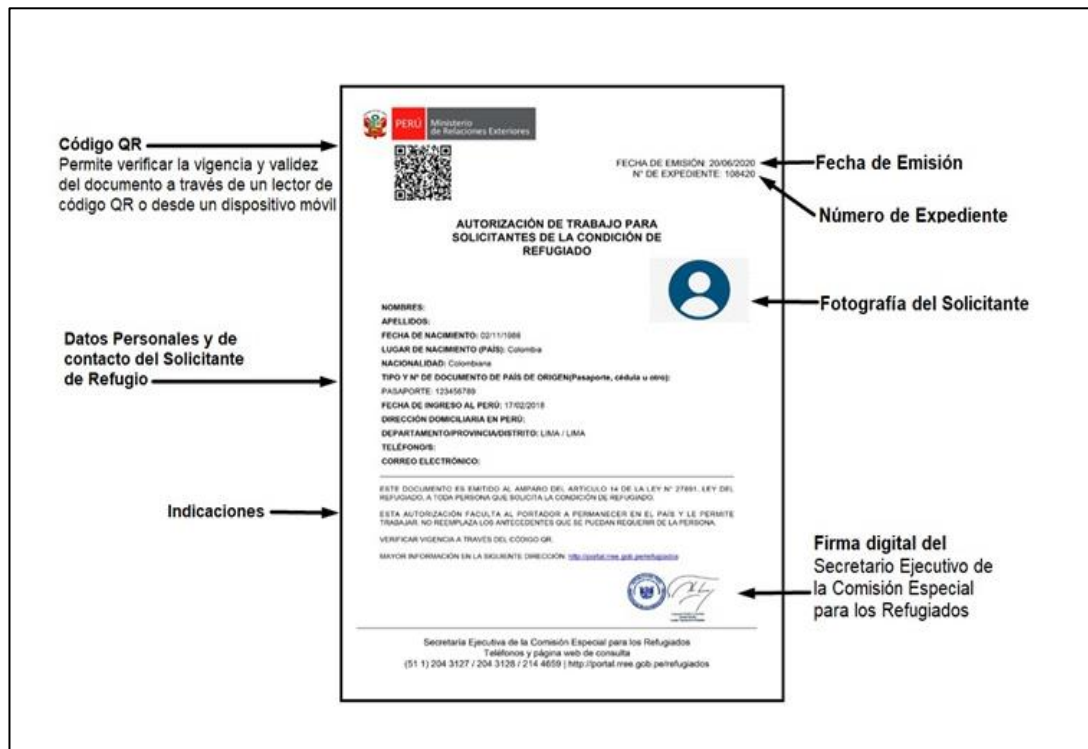 PERÚ
Ministerio
de Relaciones Exteriores
Código QR
Permite verificar la vigencia y validez
del documento a través de un lector de
código QR o desde un dispositivo móvil
FECHA DE EMISIÓN: 20/06/2020
N° DE EXPEDIENTE: 108420
Fecha de Emisión
Número de Expediente
AUTORIZACIÓN DE TRABAJO PARA
SOLICITANTES DE LA CONDICIÓN DE
REFUGIADO
Fotografía del Solicitante
Datos Personales y de
contacto del Solicitante
de Refugio
NOMBRES:
APELLIDOS:
FECHA DE NACIMIENTO: 02/11/1986
LUGAR DE NACIMIENTO (PAÍS): Colombia
NACIONALIDAD: Colombiana
TIPO Y N° DE DOCUMENTO DE PAÍS DE ORIGEN(Pasaporte, cédula u otro):
PASAPORTE: 123456789
FECHA DE INGRESO AL PERÚ: 17/02/2018
DIRECCIÓN DOMICILIARIA EN PERÚ:
DEPARTAMENTO/PROVINCIA/DISTRITO: LIMA / LIMA
TELÉFONO/S:
CORREO ELECTRÓNICO:
Indicaciones
ESTE DOCUMENTO ES EMITIDO AL AMPARO DEL ARTICULO 14 DE LA LEY N° 27891, LEY DEL
REFUGIADO, A TODA PERSONA QUE SOLICITA LA CONDICIÓN DE REFUGIADO.
ESTA AUTORIZACIÓN FACULTA AL PORTADOR A PERMANECER EN EL PAÍS Y LE PERMITE
TRABAJAR. NO REEMPLAZA LOS ANTECEDENTES QUE SE PUEDAN REQUERIR DE LA PERSONA.
VERIFICAR VIGENCIA A TRAVÉS DEL CÓDIGO QR.
MAYOR INFORMACIÓN EN LA SIGUIENTE DIRECCIÓN: http://portal.rree.gob.pe/refugiados
Firma digital del
Secretario Ejecutivo de
la Comisión Especial
para los Refugiados
Secretaría Ejecutiva de la Comisión Especial para los Refugiados
Teléfonos y página web de consulta
(51 1) 204 3127 / 204 3128 / 214 4659 | http://portal.rree.gob.pe/refugiados